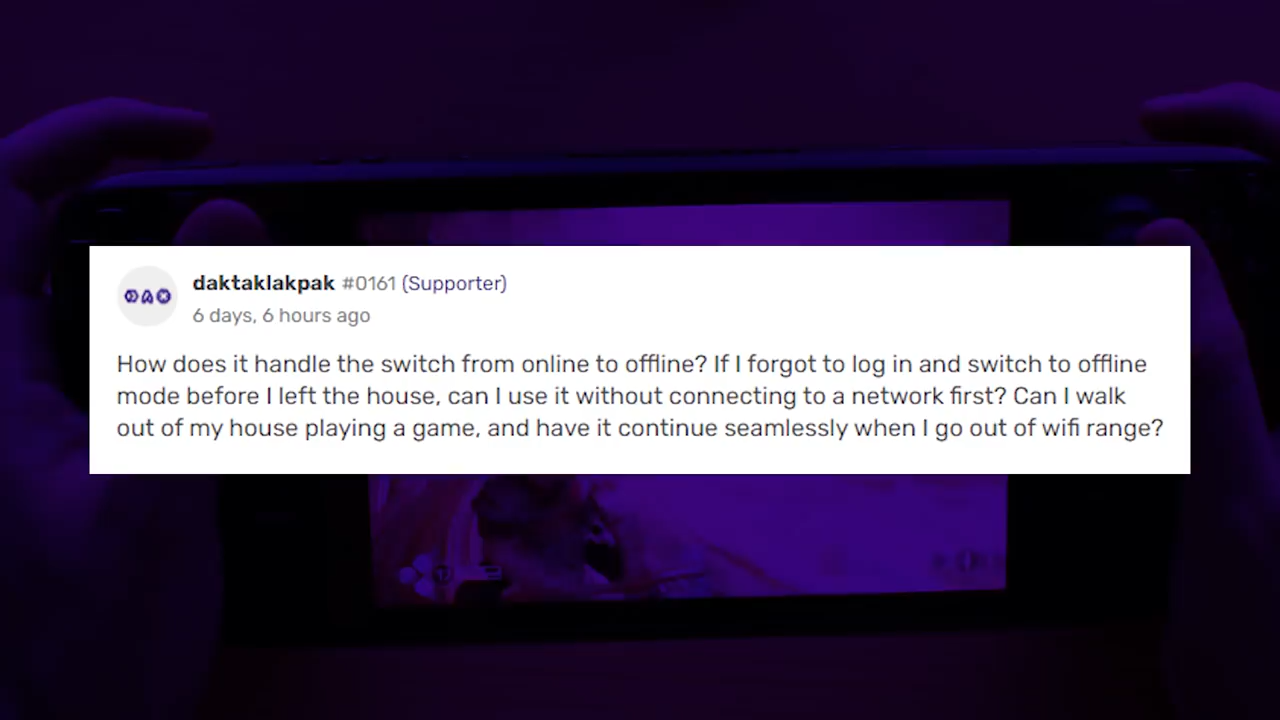 daktaklakpak #0161 (Supporter)
6 days, 6 hours ago
How does it handle the switch from online to offline? If I forgot to log in and switch to offline
mode before I left the house, can I use it without connecting to a network first? Can I walk
out of my house playing a game, and have it continue seamlessly when I go out of wifi range?